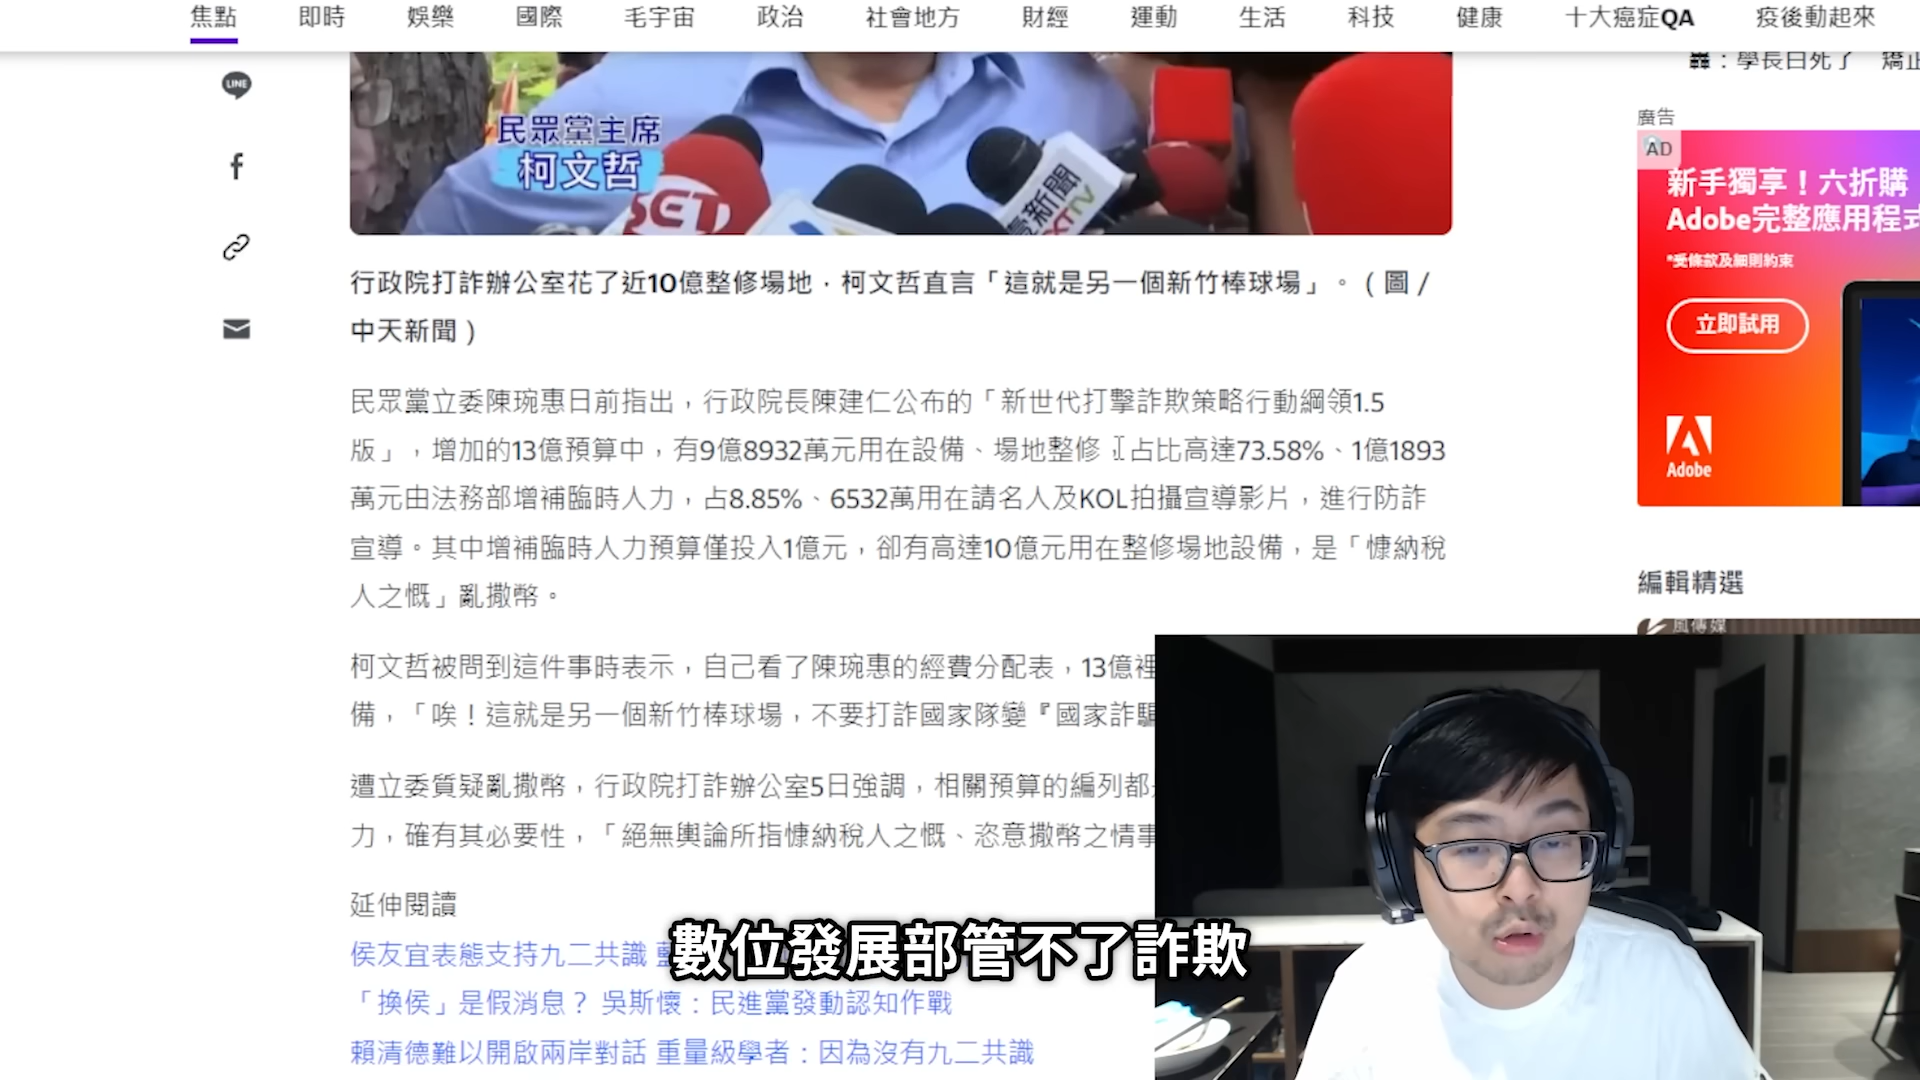 焦點 即時 娛樂 國際 毛宇宙 政治 社會地方 財經 運動 生活 科技 健康 十大癌症QA 疫後動起來
LINE
民眾黨主席
柯文哲
SET
新聞
行政院打詐辦公室花了近10億整修場地,柯文哲直言「這就是另一個新竹棒球場」。(圖/
中天新聞)
民眾黨立委陳琬惠日前指出,行政院長陳建仁公布的「新世代打擊詐欺策略行動綱領1.5
版」,增加的13億預算中,有9億8932萬元用在設備、場地整修,占比高達73.58%、1億1893
萬元由法務部增補臨時人力,占8.85%、6532萬用在請名人及KOL拍攝宣導影片,進行防詐
宣導。其中增補臨時人力預算僅投入1億元,卻有高達10億元用在整修場地設備,是「慷納稅
人之慨」亂撒幣。
柯文哲被問到這件事時表示,自己看了陳琬惠的經費分配表,13億裡
備,「唉!這就是另一個新竹棒球場,不要打詐國家隊變『國家詐騙
遭立委質疑亂撒幣,行政院打詐辦公室5日強調,相關預算的編列都
力,確有其必要性,「絕無輿論所指慷納稅人之慨、恣意撒幣之情事
延伸閱讀
侯友宜表態支持九二共識
「換侯」是假消息? 吳斯懷:民進黨發動認知作戰
賴清德難以開啟兩岸對話 重量級學者:因為沒有九二共識
轟:學長白死了 矯正
廣告
AD
新手獨享!六折購
Adobe完整應用程式
*受條款及細則約束
立即試用
Adobe
編輯精選
風傳媒
數位發展部管不了詐欺